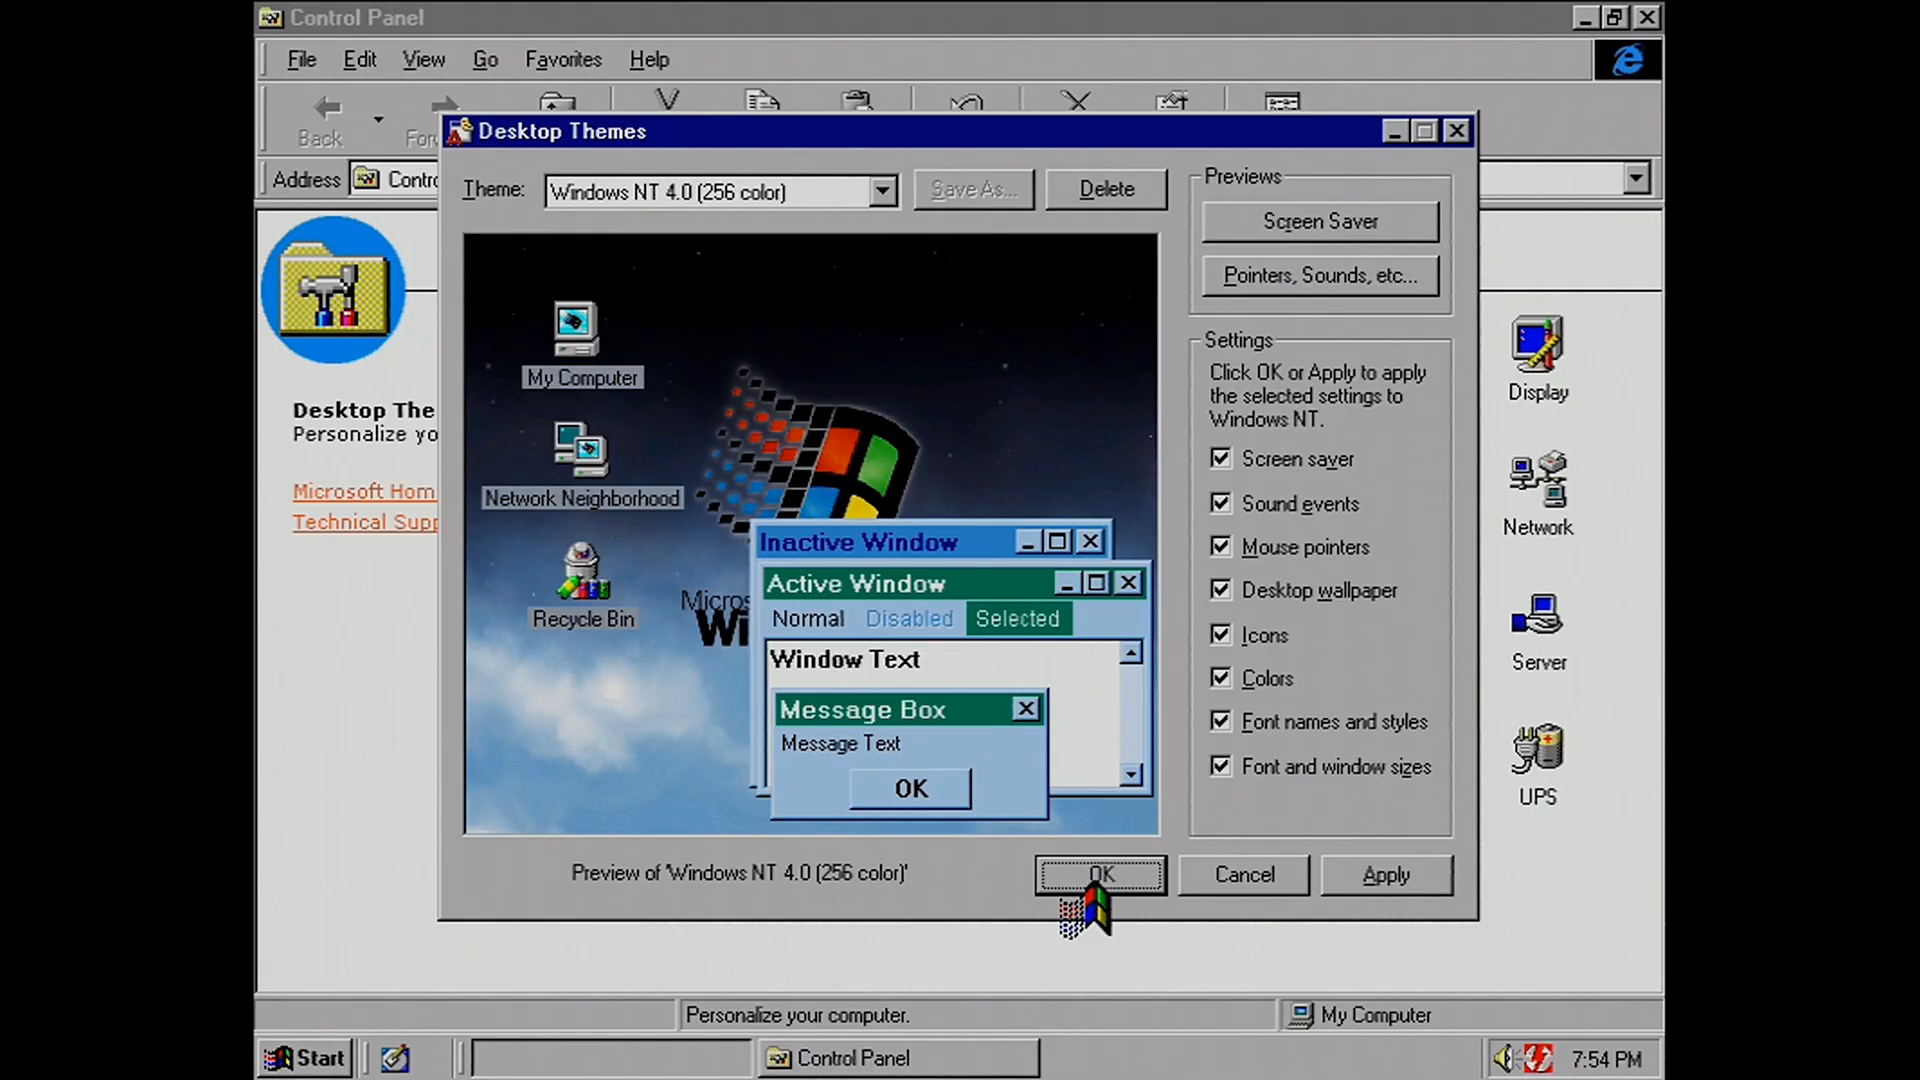 Control Panel
File Edit View Go Favorites Help
Back
Address
Desktop Themes
Theme: Windows NT 4.0 (256 color) Save As... Delete
Previews
Screen Saver
Pointers, Sounds, etc...
My Computer
Network Neighborhood
Recycle Bin
Inactive Window
Active Window
Normal Disabled Selected
Window Text
Message Box
Message Text
OK
Settings
Click OK or Apply to apply
the selected settings to
Windows NT.
Screen saver
Sound events
Mouse pointers
Desktop wallpaper
Icons
Colors
Font names and styles
Font and window sizes
Preview of 'Windows NT 4.0 (256 color)' OK Cancel Apply
Desktop The
Personalize yo
Microsoft Hom
Technical Supp
Display
Network
Server
UPS
Personalize your computer. My Computer
Start Control Panel 7:54 PM